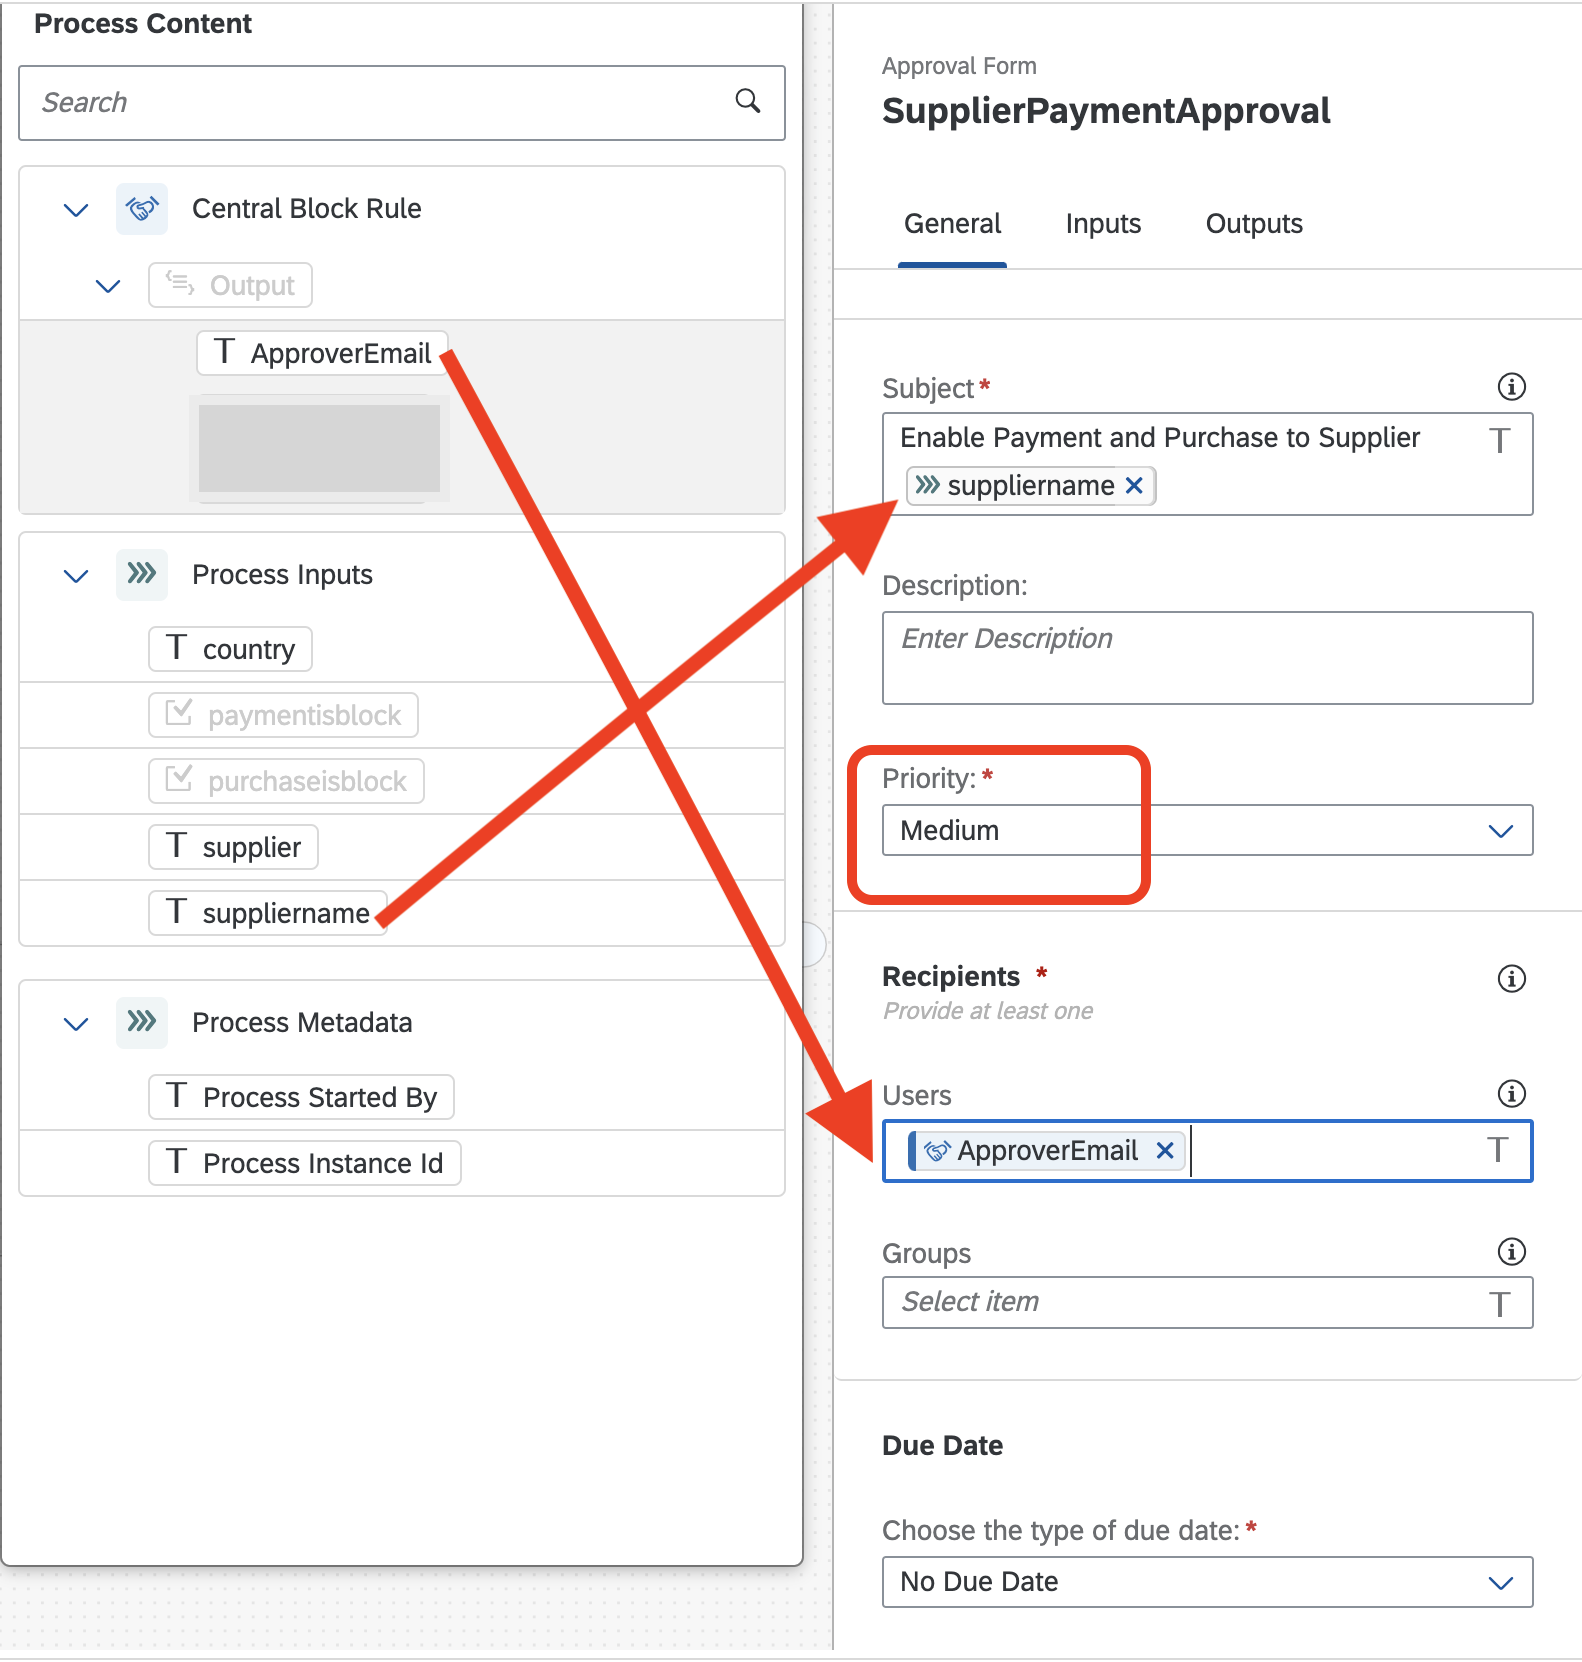 Process Content
Search
Central Block Rule
Output
T ApproverEmail
Process Inputs
T country
paymentisblock
purchaseisblock
T supplier
T suppliername
Process Metadata
T Process Started By
T Process Instance Id
Approval Form
SupplierPaymentApproval
General Inputs Outputs
Subject*
Enable Payment and Purchase to Supplier T
suppliername
Description:
Enter Description
Priority: *
Medium
Recipients *
Provide at least one
Users
ApproverEmail T
Groups
Select item T
Due Date
Choose the type of due date: *
No Due Date